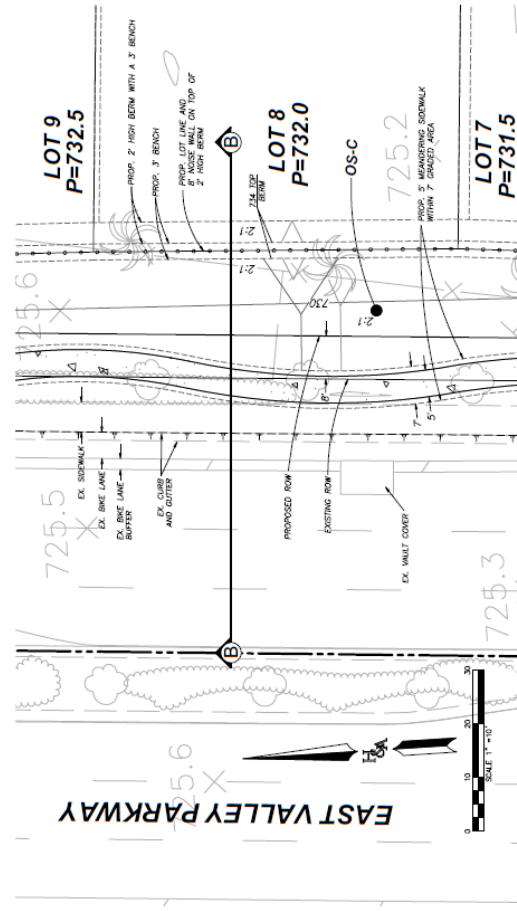 LOT 9
P=732.5
PROP. 2' HIGH BERM WITH A 3' BENCH
PROP. 3' BENCH
PROP. LOT LINE AND
8' NOISE WALL ON TOP OF
2' HIGH BERM
B
LOT 8
P=732.0
734 TOP
BERM
OS-C
725.2
PROP. 5' MEANDERING SIDEWALK
WITHIN 7' GRADED AREA
LOT 7
P=731.5
2:1
2:1
730
2:1
725.6
8'
7'
5'
EX. SIDEWALK
EX. BIKE LANE
EX. BIKE LANE
BUFFER
EX. CURB
AND GUTTER
PROPOSED ROW
EXISTING ROW
EX. VAULT COVER
725.5
725.3
B
725.6
EAST VALLEY PARKWAY
0
10
20
30
SCALE 1"=10'